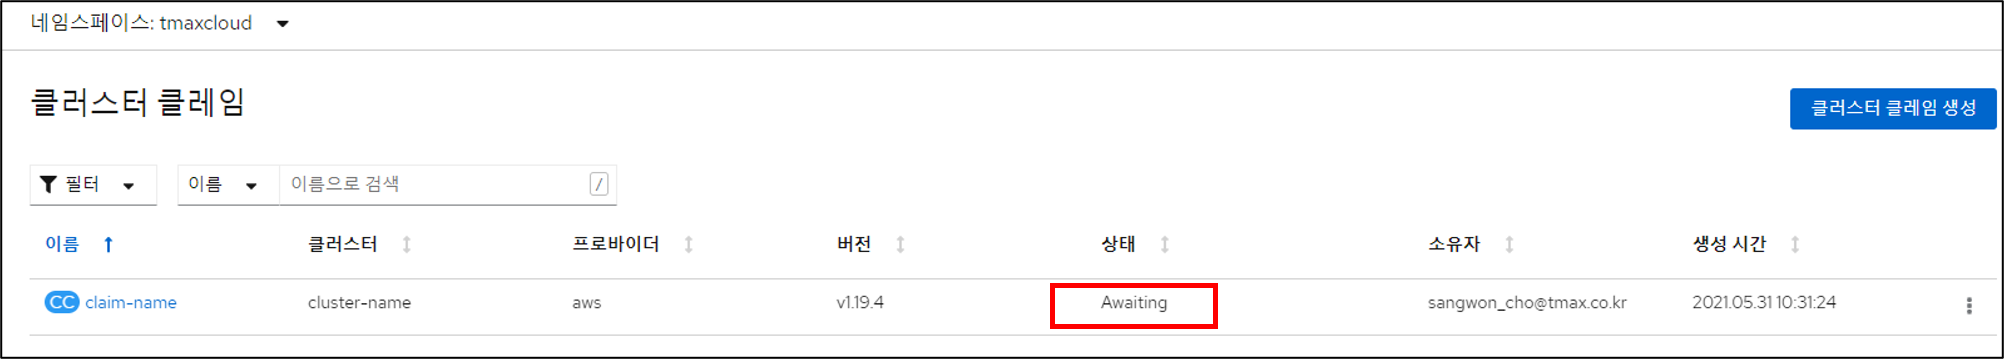 네임스페이스: tmaxcloud
클러스터 클레임
클러스터 클레임 생성
필터 이름 이름으로 검색 /
이름 클러스터 프로바이더 버전 상태 소유자 생성 시간
CC claim-name cluster-name aws v1.19.4 Awaiting sangwon_cho@tmax.co.kr 2021.05.31 10:31:24